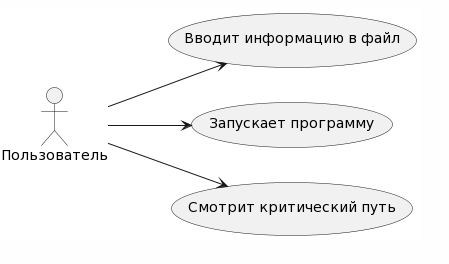 Вводит информацию в файл
Запускает программу
Пользователь
Смотрит критический путь